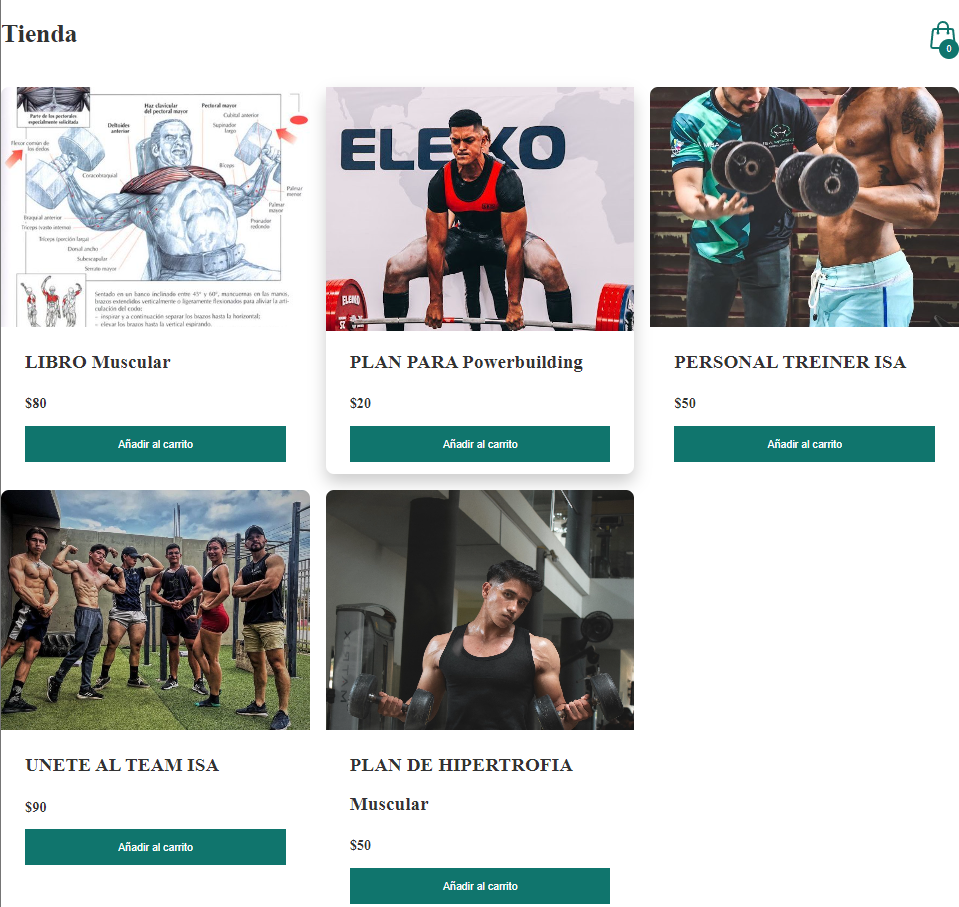 Tienda
0
Parte de los pectorales
especialmente solicitada
Haz clavicular
del pectoral mayor
Pectoral mayor
Deltoides
anterior
Cubital anterior
Supinador
largo
Flexor común de
los dedos
Bíceps
Coracobraquial
Palmar
menor
Palmar
mayor
Braquial anterior
Pronador
redondo
Tríceps (vasto interno)
Tríceps (porción larga)
Dorsal ancho
Subescapular
Serrato mayor
Sentado en un banco inclinado entre 45° y 60°, mancuernas en las manos,
brazos extendidos verticalmente o ligeramente flexionados para aliviar la arti-
culación del codo:
– inspirar y a continuación separar los brazos hasta la horizontal;
– elevar los brazos hasta la vertical espirando.
ELEIKO
ELEIKO
LIBRO Muscular
$80
Añadir al carrito
PLAN PARA Powerbuilding
$20
Añadir al carrito
PERSONAL TREINER ISA
$50
Añadir al carrito
UNETE AL TEAM ISA
$90
Añadir al carrito
PLAN DE HIPERTROFIA
Muscular
$50
Añadir al carrito